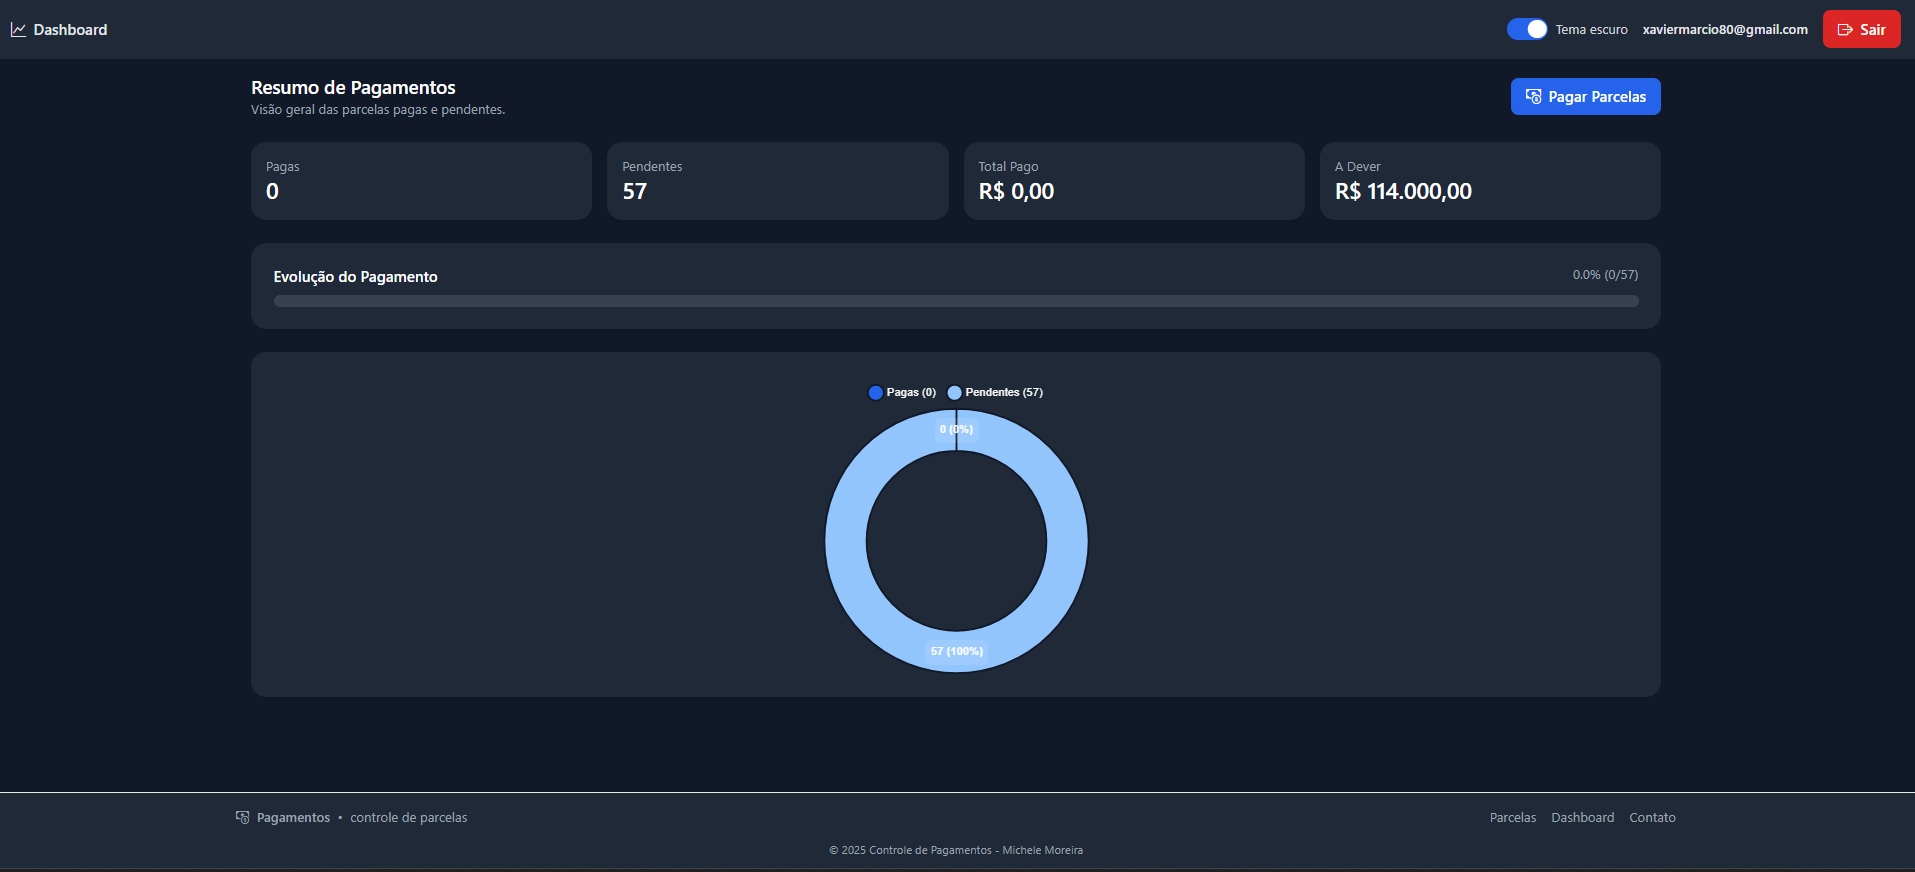 Dashboard
Tema escuro
xaviermarcio80@gmail.com
Sair
Resumo de Pagamentos
Visão geral das parcelas pagas e pendentes.
Pagar Parcelas
Pagas
0
Pendentes
57
Total Pago
R$ 0,00
A Dever
R$ 114.000,00
Evolução do Pagamento
0.0% (0/57)
Pagas (0)
Pendentes (57)
0 (0%)
57 (100%)
Pagamentos • controle de parcelas
Parcelas
Dashboard
Contato
© 2025 Controle de Pagamentos - Michele Moreira